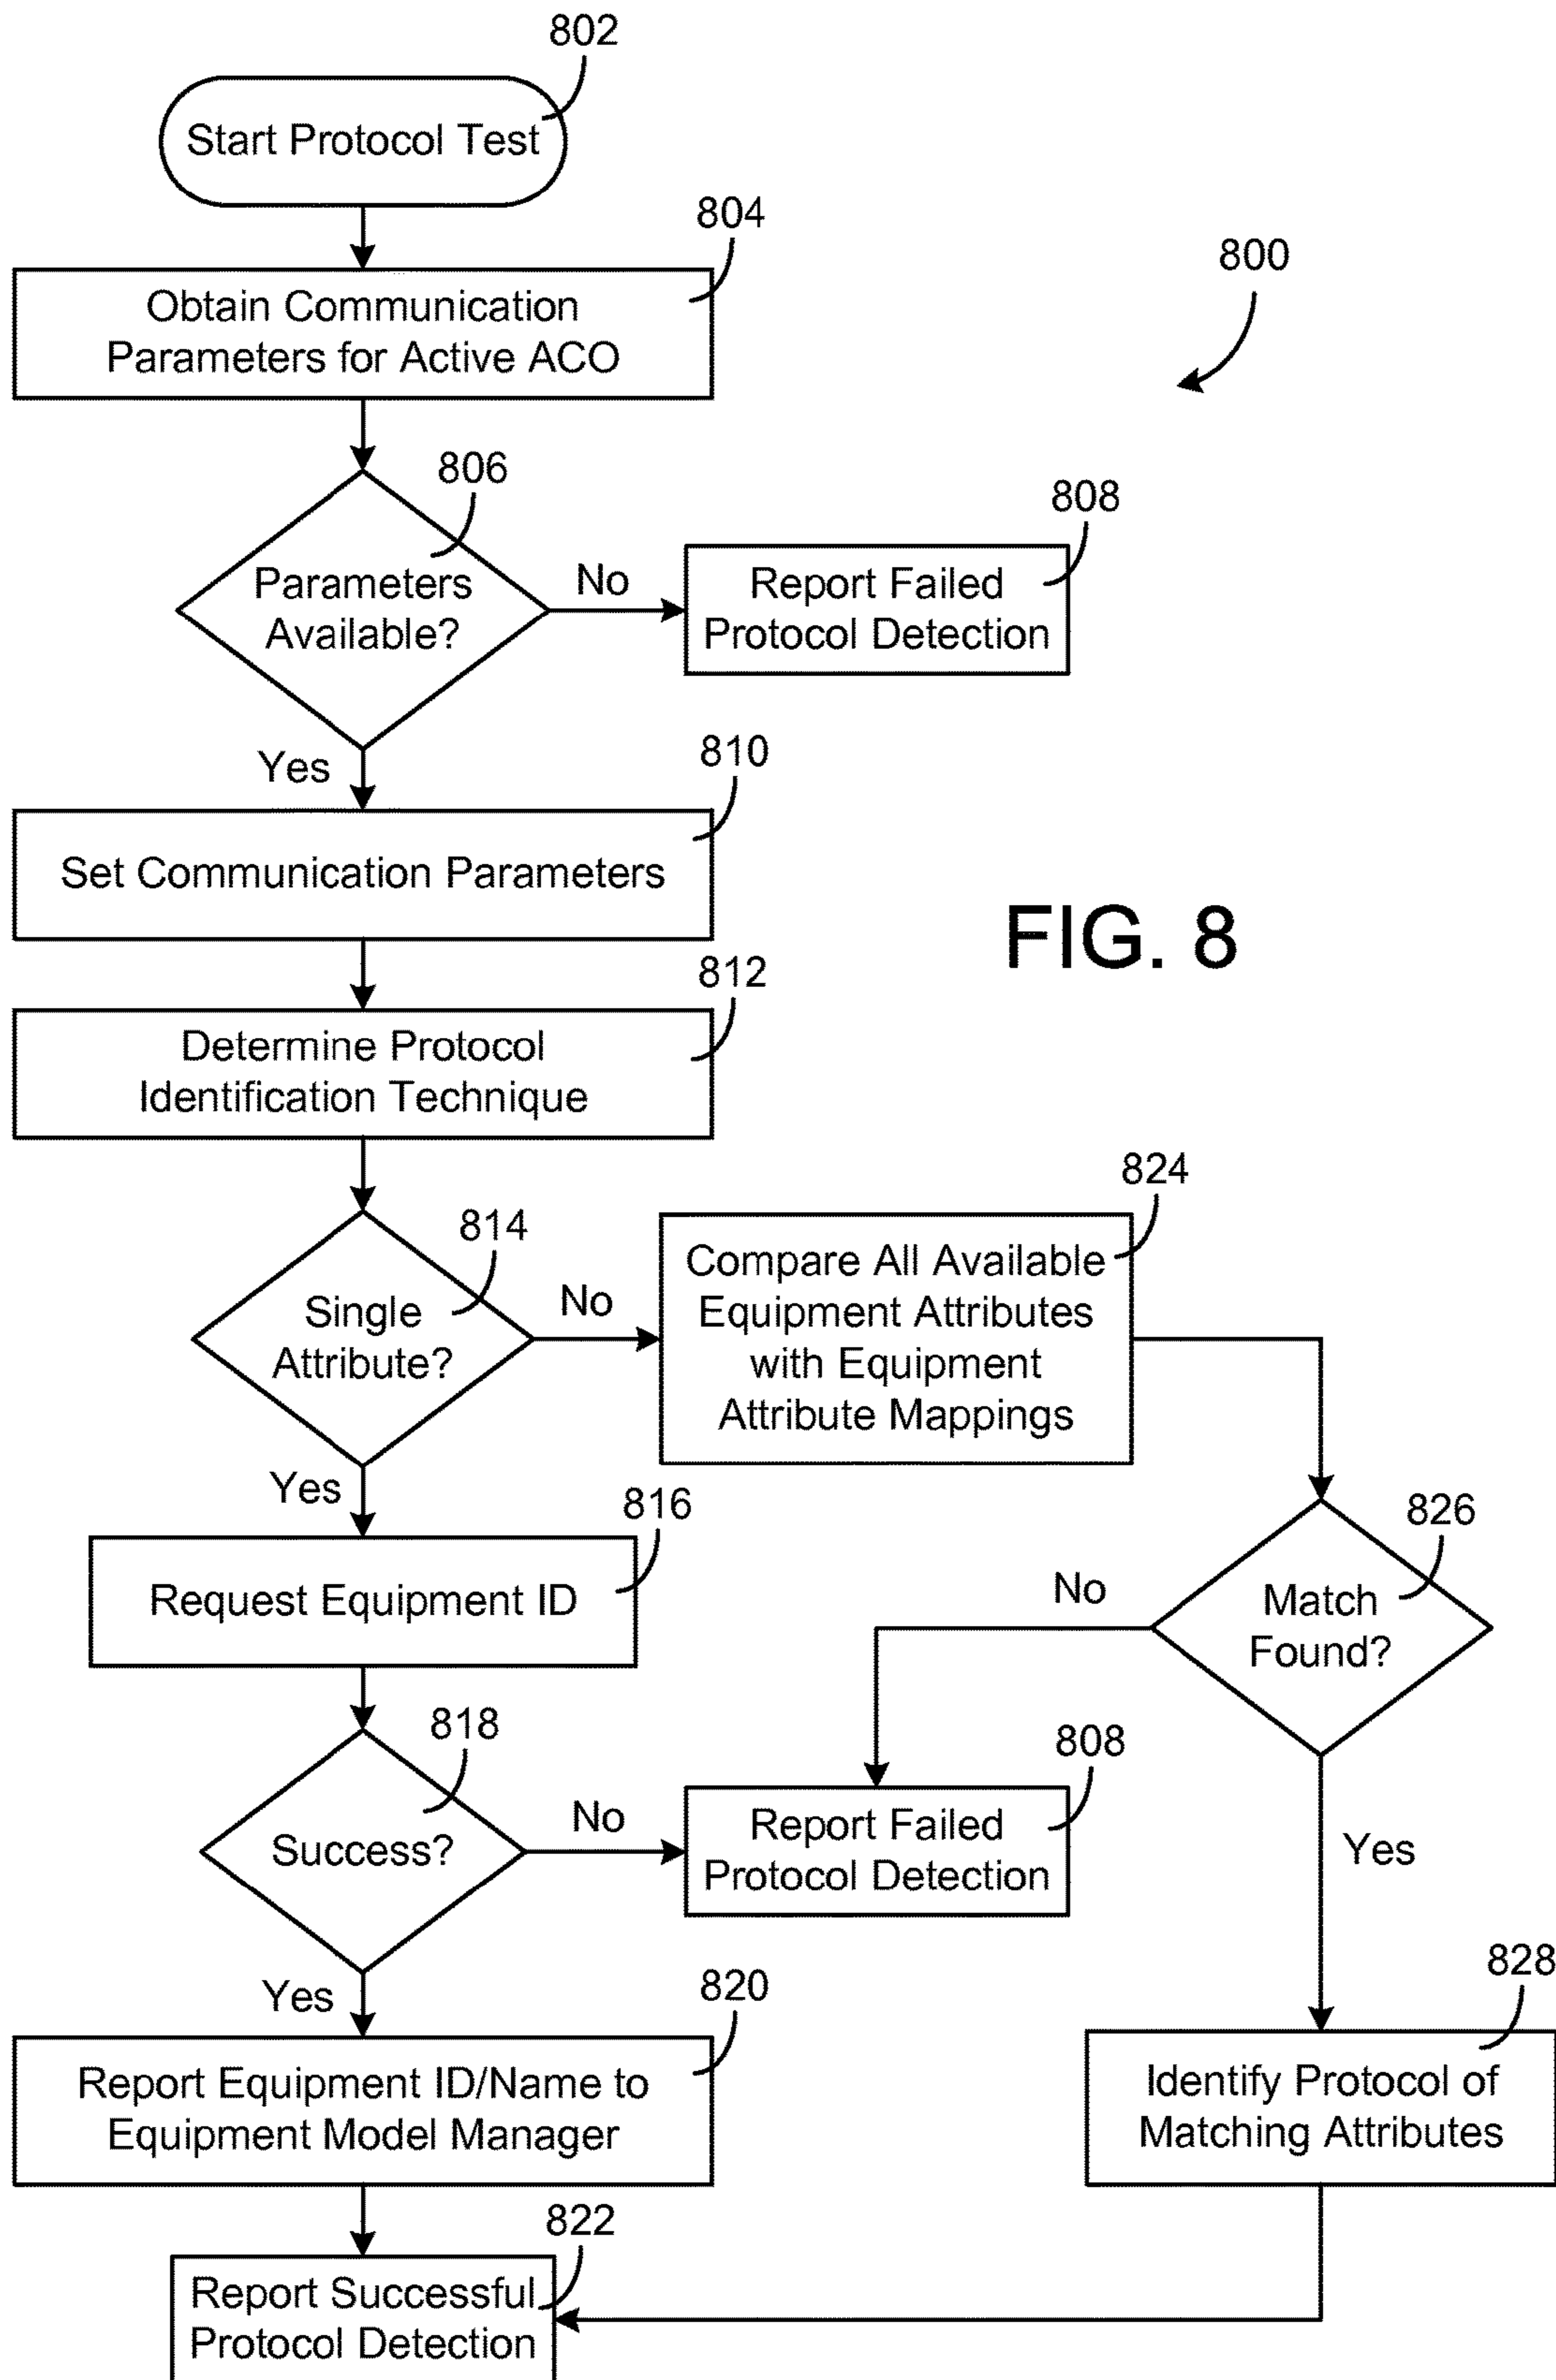 802
Start Protocol Test
804
Obtain Communication
Parameters for Active ACO
800
806
Parameters
Available?
No
808
Report Failed
Protocol Detection
Yes
810
Set Communication Parameters
FIG. 8
812
Determine Protocol
Identification Technique
814
Single
Attribute?
No
824
Compare All Available
Equipment Attributes
with Equipment
Attribute Mappings
Yes
816
Request Equipment ID
826
Match
Found?
No
818
Success?
No
808
Report Failed
Protocol Detection
Yes
Yes
820
Report Equipment ID/Name to
Equipment Model Manager
828
Identify Protocol of
Matching Attributes
822
Report Successful
Protocol Detection